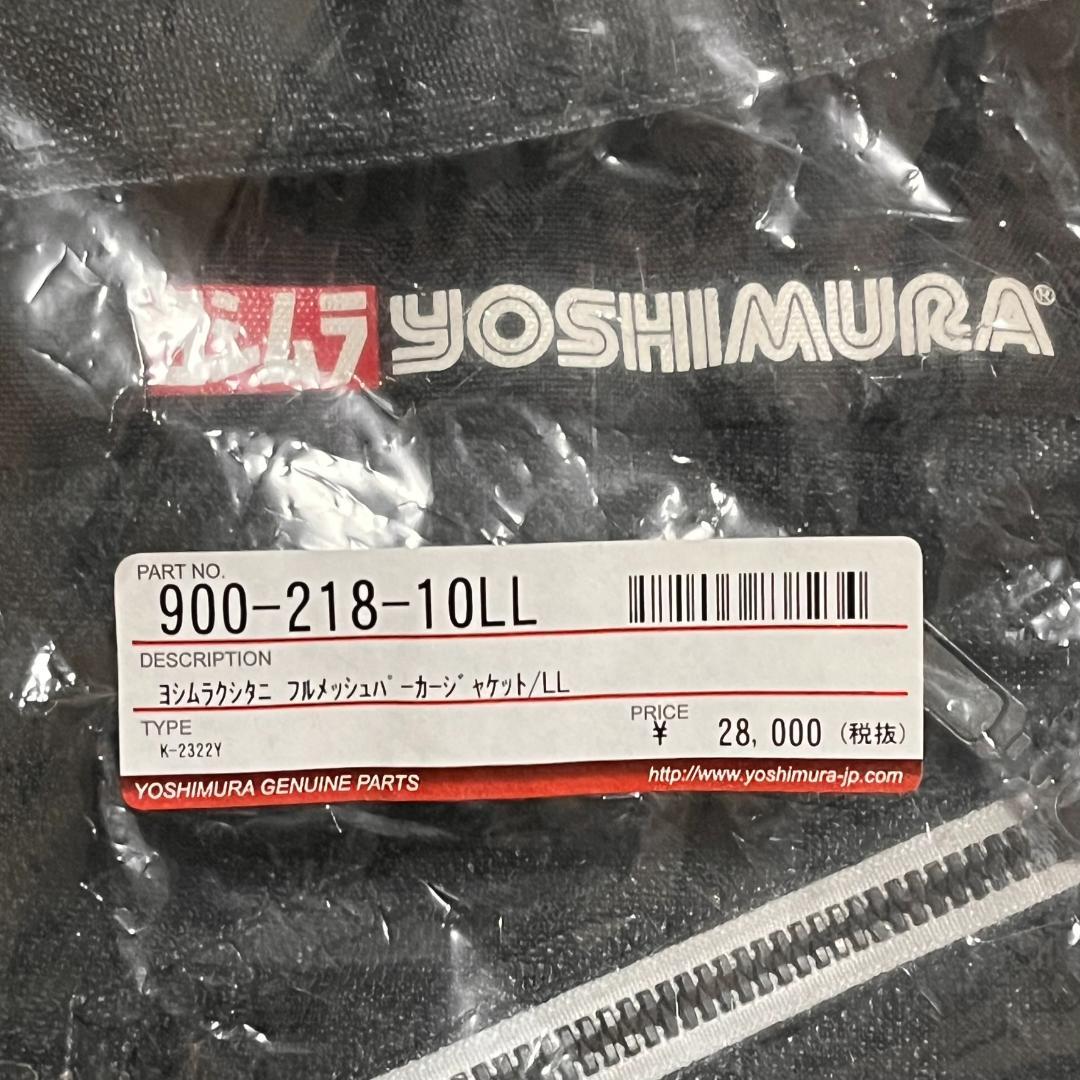 ヨシムラ YOSHIMURA®
PART NO.
900-218-10LL
DESCRIPTION
ﾖｼﾑﾗｸｼﾀﾆ ﾌﾙﾒｯｼｭﾊﾟｰｶｰｼﾞｬｹｯﾄ/LL
TYPE
K-2322Y
PRICE
¥ 28,000 (税抜)
YOSHIMURA GENUINE PARTS
http://www.yoshimura-jp.com